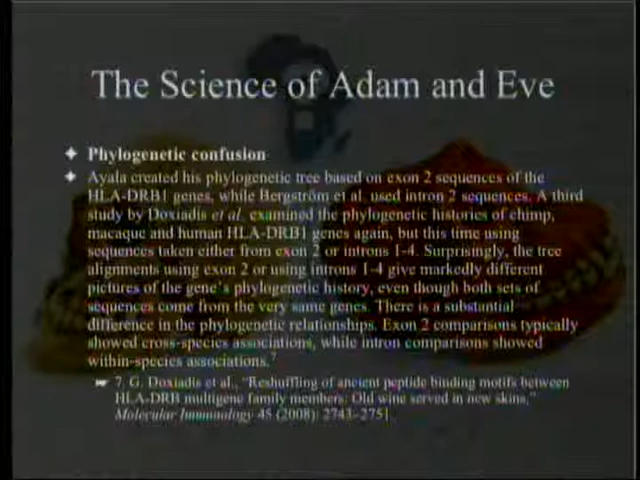 The Science of Adam and Eve
Phylogenetic confusion
Ayala created his phylogenetic tree based on exon 2 sequences of the
HLA-DRB1 genes, while Bergström et al. used intron 2 sequences. A third
study by Doxiadis et al. examined the phylogenetic histories of chimp,
macaque and human HLA-DRB1 genes again, but this time using
sequences taken either from exon 2 or introns 1-4. Surprisingly, the tree
alignments using exon 2 or using introns 1-4 give markedly different
pictures of the gene's phylogenetic history, even though both sets of
sequences come from the very same genes. There is a substantial
difference in the phylogenetic relationships. Exon 2 comparisons typically
showed cross-species associations, while intron comparisons showed
within-species associations.7
7. G. Doxiadis et al., "Reshuffling of ancient peptide binding motifs between
HLA-DRB multigene family members: Old wine served in new skins,"
Molecular Immunology 45 (2008): 2743-2751.